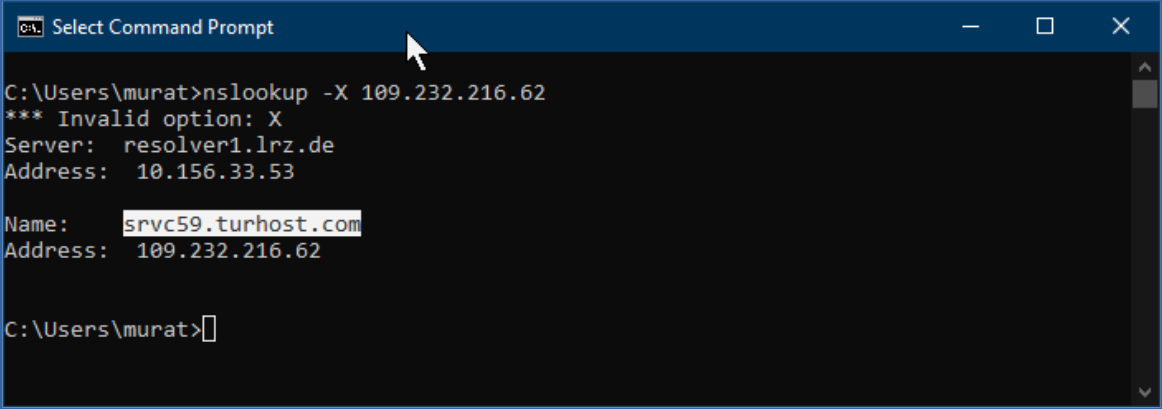 Select Command Prompt
C:\Users\murat>nslookup -X 109.232.216.62
*** Invalid option: X
Server:  resolver1.lrz.de
Address:  10.156.33.53
Name:    srvc59.turhost.com
Address:  109.232.216.62
C:\Users\murat>